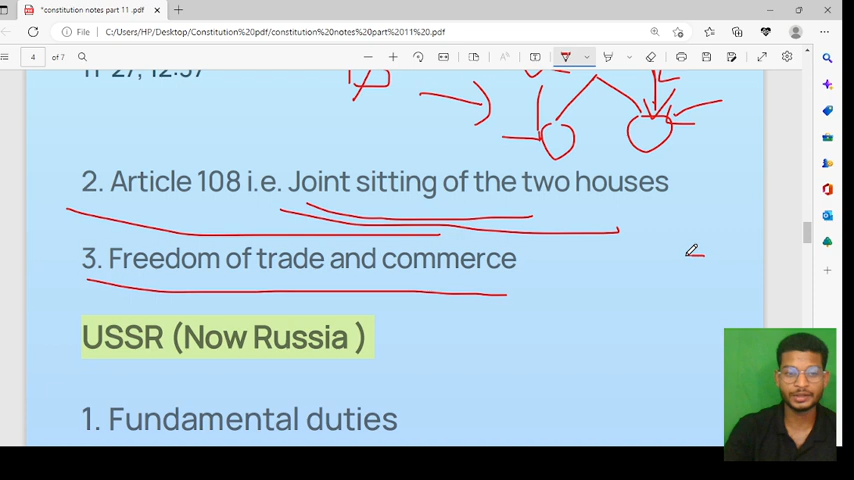 *constitution notes part 11 .pdf
File
C:/Users/HP/Desktop/Constitution%20pdf/constitution%20notes%20part%2011%20.pdf
4 of 7
2. Article 108 i.e. Joint sitting of the two houses
3. Freedom of trade and commerce
USSR (Now Russia )
1. Fundamental duties